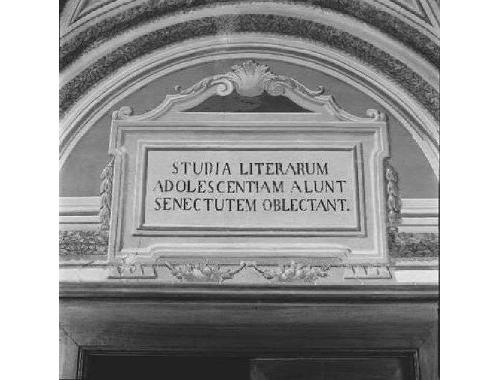 STUDIA LITERARUM
ADOLESCENTIAM ALUNT
SENECTUTEM OBLECTANT.